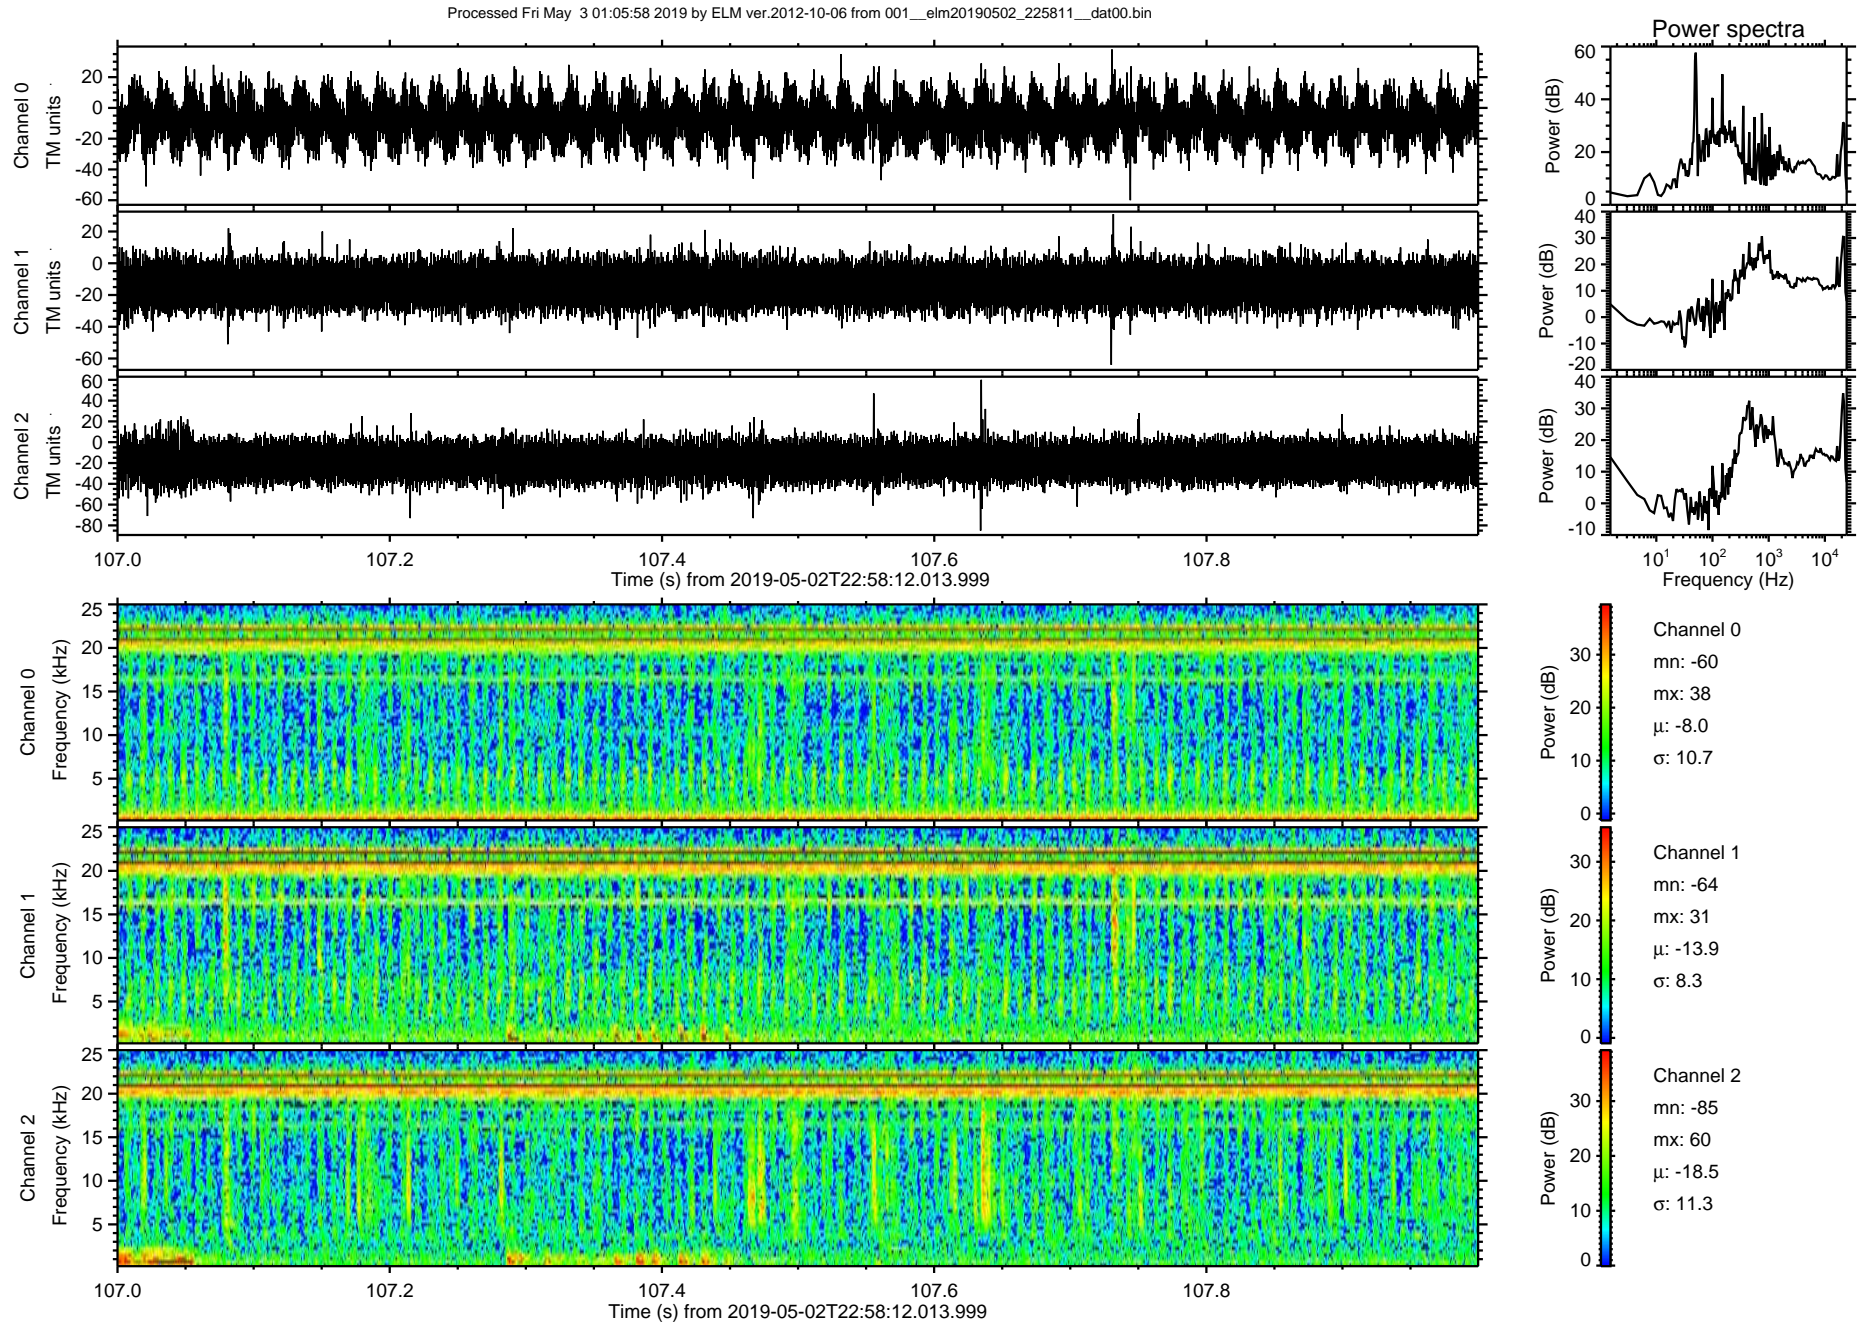 Processed Fri May  3 01:05:58 2019 by ELM ver.2012-10-06 from 001__elm20190502_225811__dat00.bin
Power spectra
Channel 0
TM units
20
0
-20
-40
-60
Power (dB)
60
40
20
0
Channel 1
TM units
20
0
-20
-40
-60
Power (dB)
40
30
20
10
0
-10
-20
Channel 2
TM units
60
40
20
0
-20
-40
-60
-80
Power (dB)
40
30
20
10
0
-10
107.0 107.2 107.4 107.6 107.8
Time (s) from 2019-05-02T22:58:12.013.999
10^1 10^2 10^3 10^4
Frequency (Hz)
Channel 0
Frequency (kHz)
25
20
15
10
5
Power (dB)
30
20
10
0
Channel 0
mn: -60
mx: 38
μ: -8.0
σ: 10.7
Channel 1
Frequency (kHz)
25
20
15
10
5
Power (dB)
30
20
10
0
Channel 1
mn: -64
mx: 31
μ: -13.9
σ: 8.3
Channel 2
Frequency (kHz)
25
20
15
10
5
Power (dB)
30
20
10
0
Channel 2
mn: -85
mx: 60
μ: -18.5
σ: 11.3
107.0 107.2 107.4 107.6 107.8
Time (s) from 2019-05-02T22:58:12.013.999